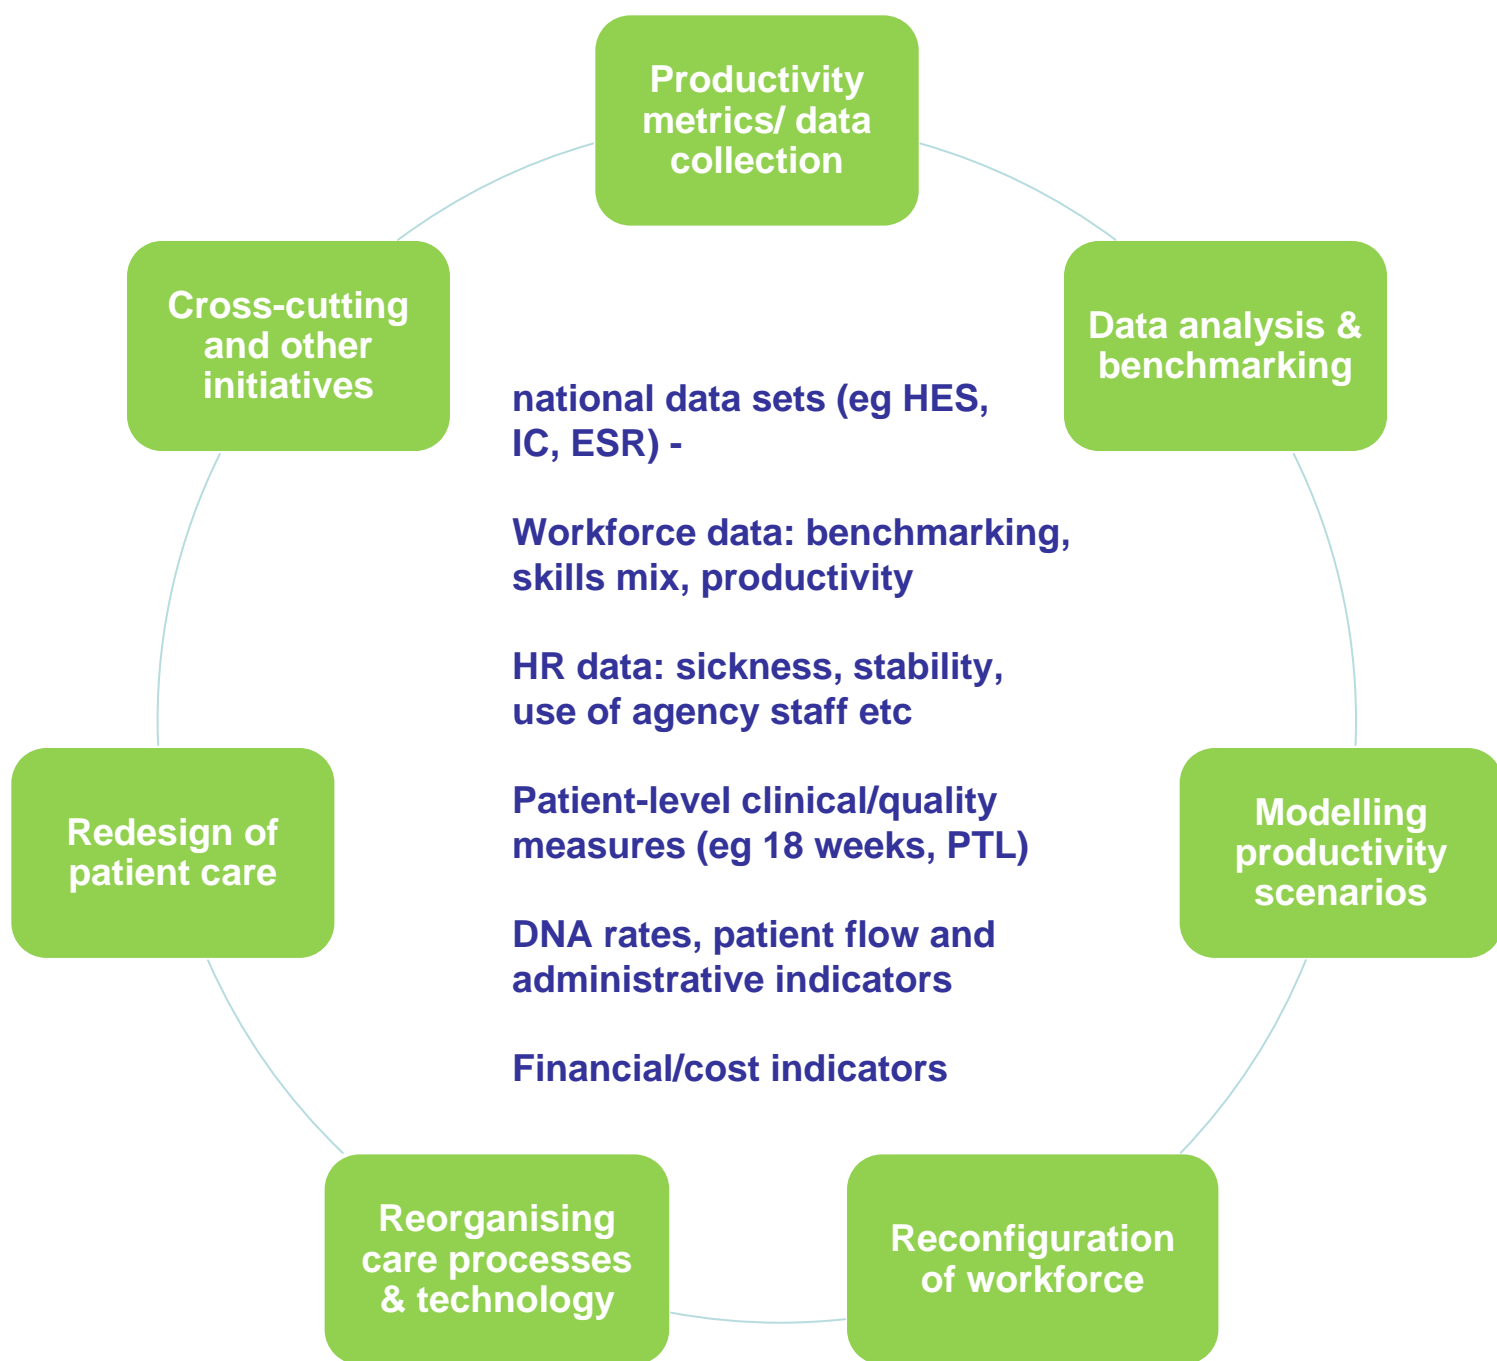 Productivity
metrics/ data
collection
Cross-cutting
and other
initiatives
Data analysis &
benchmarking
national data sets (eg HES,
IC, ESR) -
Workforce data: benchmarking,
skills mix, productivity
HR data: sickness, stability,
use of agency staff etc
Patient-level clinical/quality
measures (eg 18 weeks, PTL)
DNA rates, patient flow and
administrative indicators
Financial/cost indicators
Redesign of
patient care
Modelling
productivity
scenarios
Reorganising
care processes
& technology
Reconfiguration
of workforce